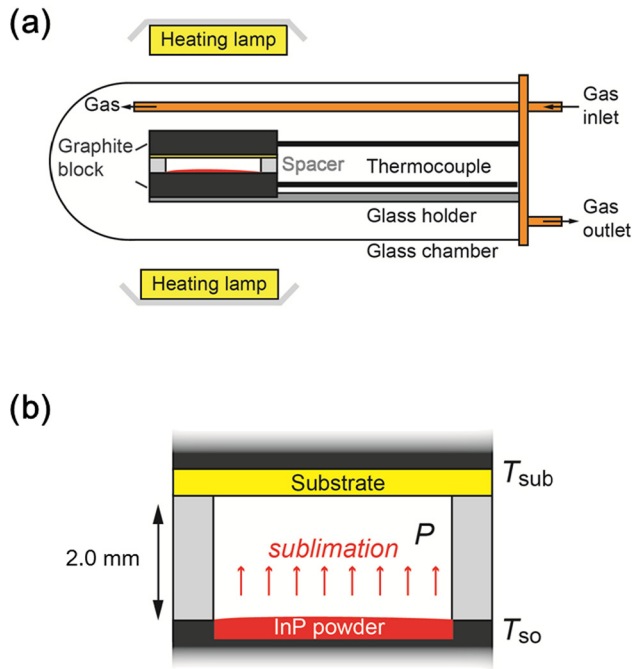 (a)
Heating lamp
Gas
Gas
inlet
Graphite
block
Spacer
Thermocouple
Glass holder
Gas
outlet
Glass chamber
Heating lamp
(b)
Substrate
Tsub
2.0 mm
P
sublimation
InP powder
Tso